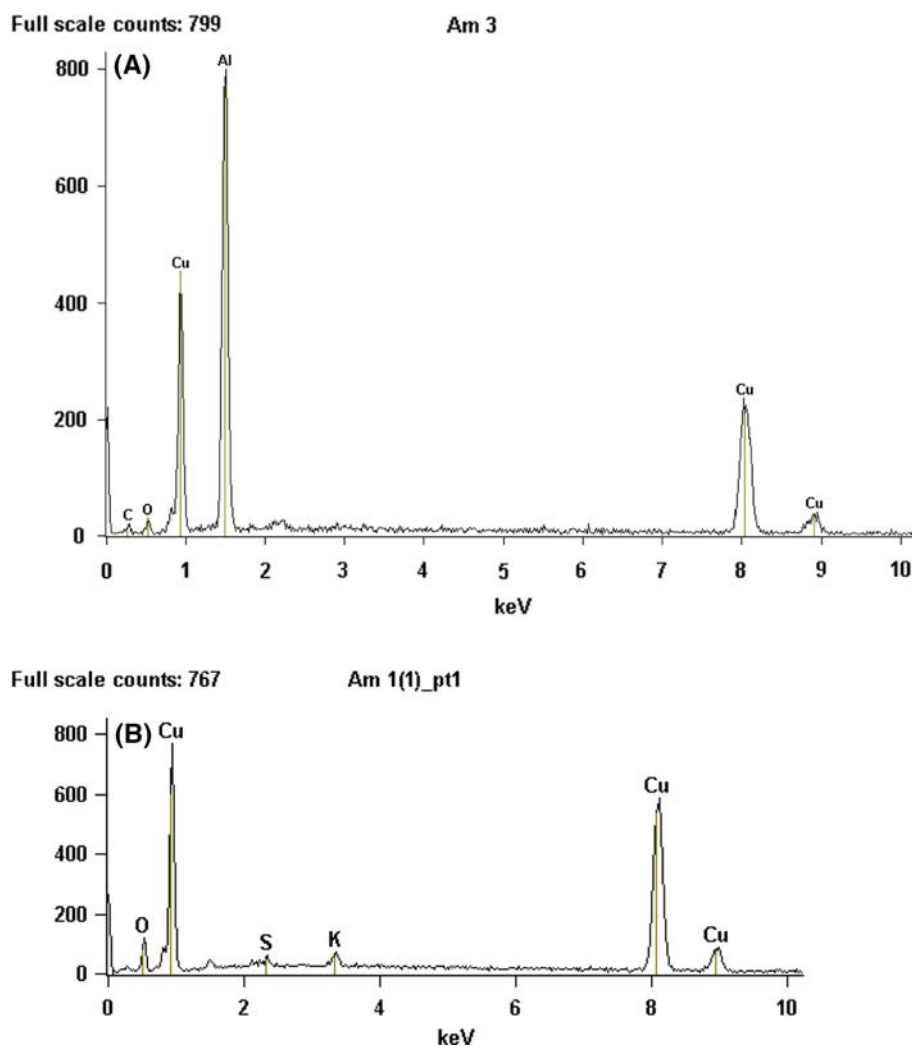 Full scale counts: 799 Am 3
(A)
800
600
400
200
0
C
O
Cu
Al
Cu
Cu
0 1 2 3 4 5 6 7 8 9 10
keV
Full scale counts: 767 Am 1(1)_pt1
(B)
800
600
400
200
0
O
Cu
S
K
Cu
Cu
0 2 4 6 8 10
keV